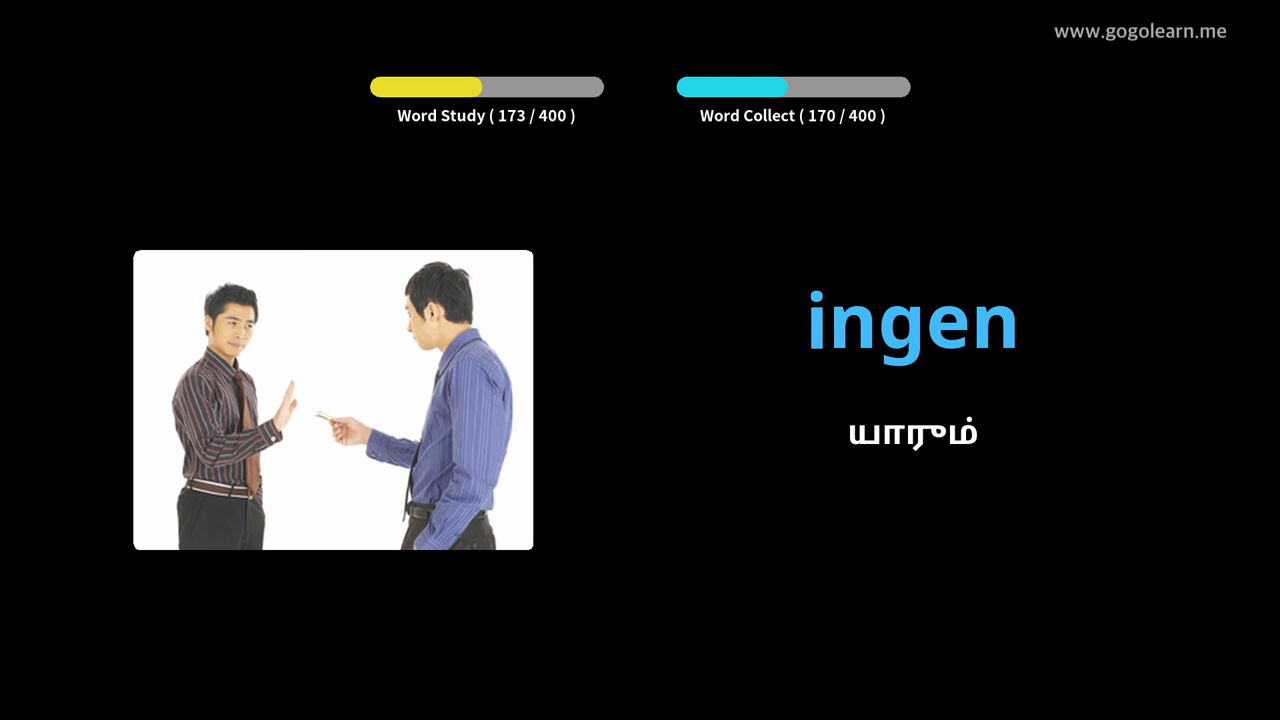 www.gogolearn.me
Word Study ( 173 / 400 )
Word Collect ( 170 / 400 )
ingen
யாரும்